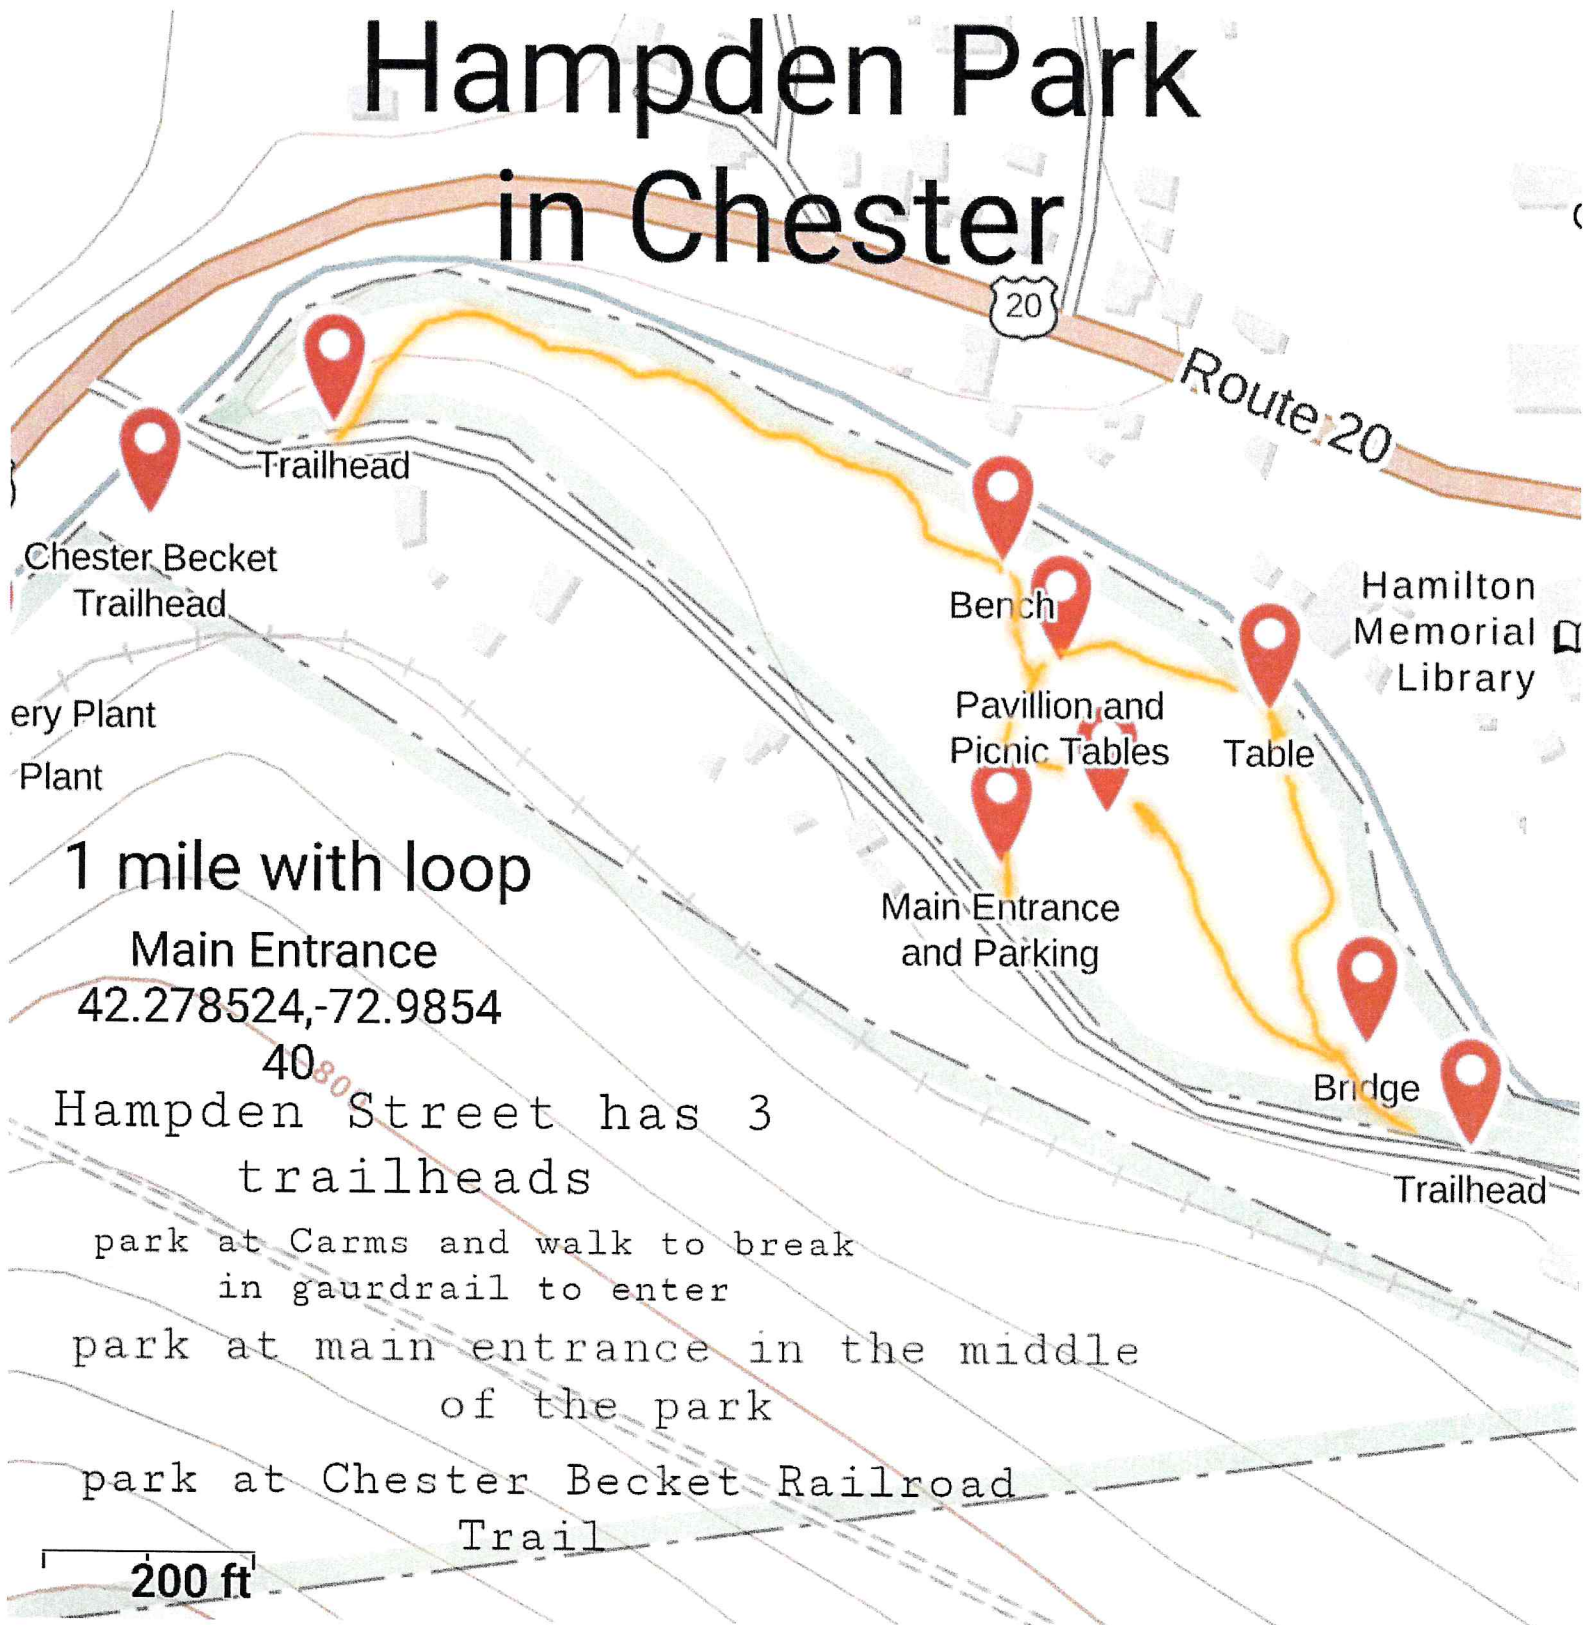 Hampden Park
in Chester
20
Route 20
Trailhead
Chester Becket
Trailhead
Bench
Hamilton
Memorial
Library
Pavillion and
Picnic Tables
Table
ery Plant
Plant
1 mile with loop
Main Entrance
and Parking
Main Entrance
42.278524,-72.9854
40
800
Bridge
Trailhead
Hampden Street has 3
trailheads
park at Carms and walk to break
in gaurdrail to enter
park at main entrance in the middle
of the park
park at Chester Becket Railroad
Trail
200 ft